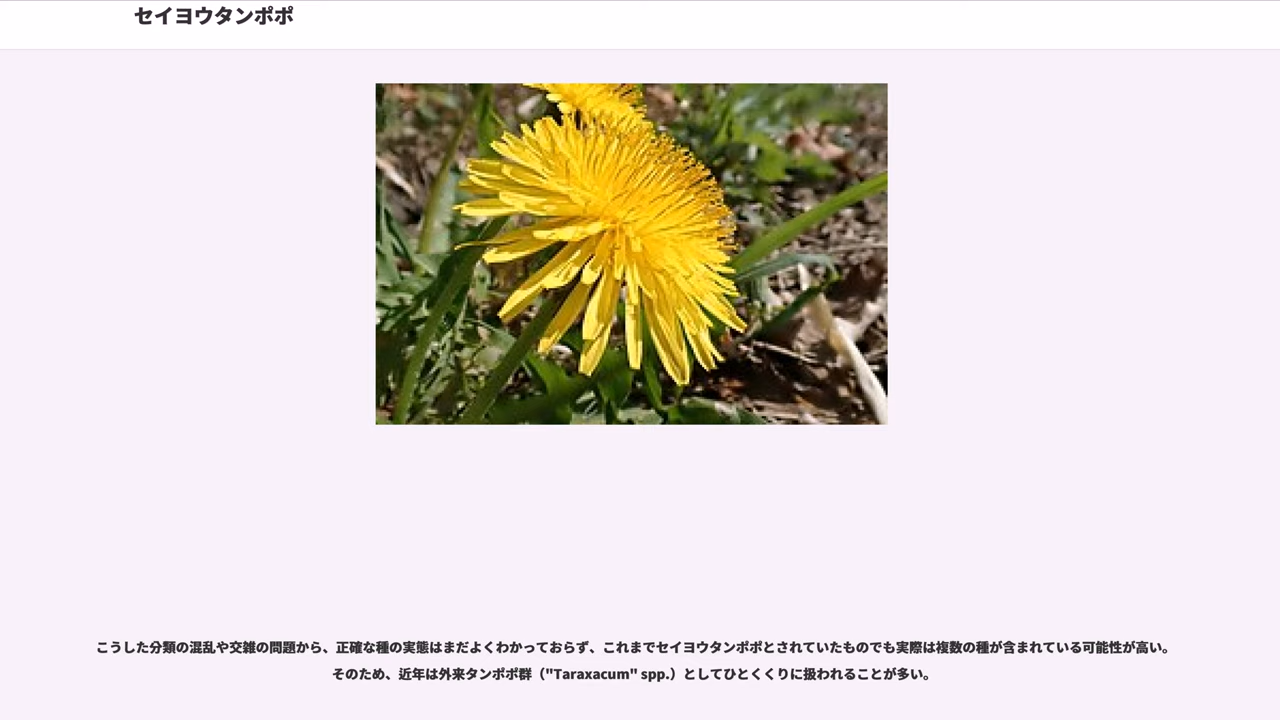 セイヨウタンポポ
こうした分類の混乱や交雑の問題から、正確な種の実態はまだよくわかっておらず、これまでセイヨウタンポポとされていたものでも実際は複数の種が含まれている可能性が高い。
そのため、近年は外来タンポポ群（"Taraxacum" spp.）としてひとくくりに扱われることが多い。